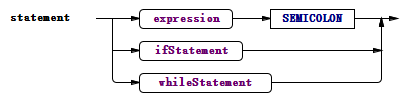 statement expression SEMICOLON
ifStatement
whileStatement